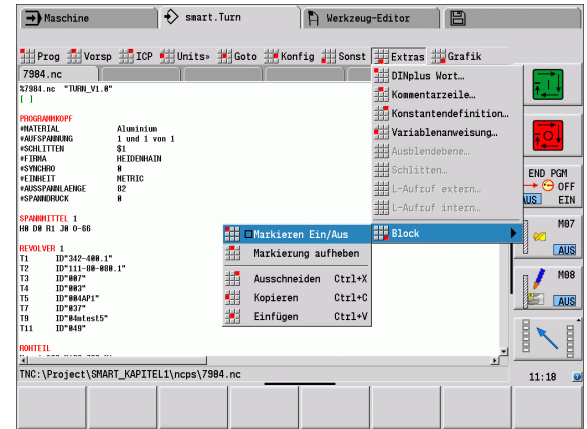 Maschine
smart.Turn
Werkzeug-Editor
Prog Vorsp ICP Units» Goto Konfig Sonst Extras Grafik
7984.nc
%7984.nc "TURN_V1.0"
[ ]
PROGRAMMKOPF
#MATERIAL Aluminium
#AUFSPANNUNG 1 und 1 von 1
#SCHLITTEN $1
#FIRMA HEIDENHAIN
#SYNCHRO 0
#EINHEIT METRIC
#AUSSPANNLAENGE 82
#SPANNDRUCK 0
SPANNMITTEL 1
H0 D0 R1 J0 O-66
REVOLVER 1
T1 ID"342-400.1"
T2 ID"111-80-080.1"
T3 ID"007"
T4 ID"003"
T5 ID"004AP1"
T7 ID"037"
T9 ID"04mtest5"
T11 ID"049"
ROHTEIL
DINplus Wort…
Kommentarzeile…
Konstantendefinition…
Variablenanweisung…
Ausblendebene…
Schlitten…
L-Aufruf extern…
L-Aufruf intern…
Block
Markieren Ein/Aus
Markierung aufheben
Ausschneiden Ctrl+X
Kopieren Ctrl+C
Einfügen Ctrl+V
END PGM
OFF
AUS EIN
M07
AUS
M08
AUS
TNC:\Project\SMART_KAPITEL1\ncps\7984.nc
11:18